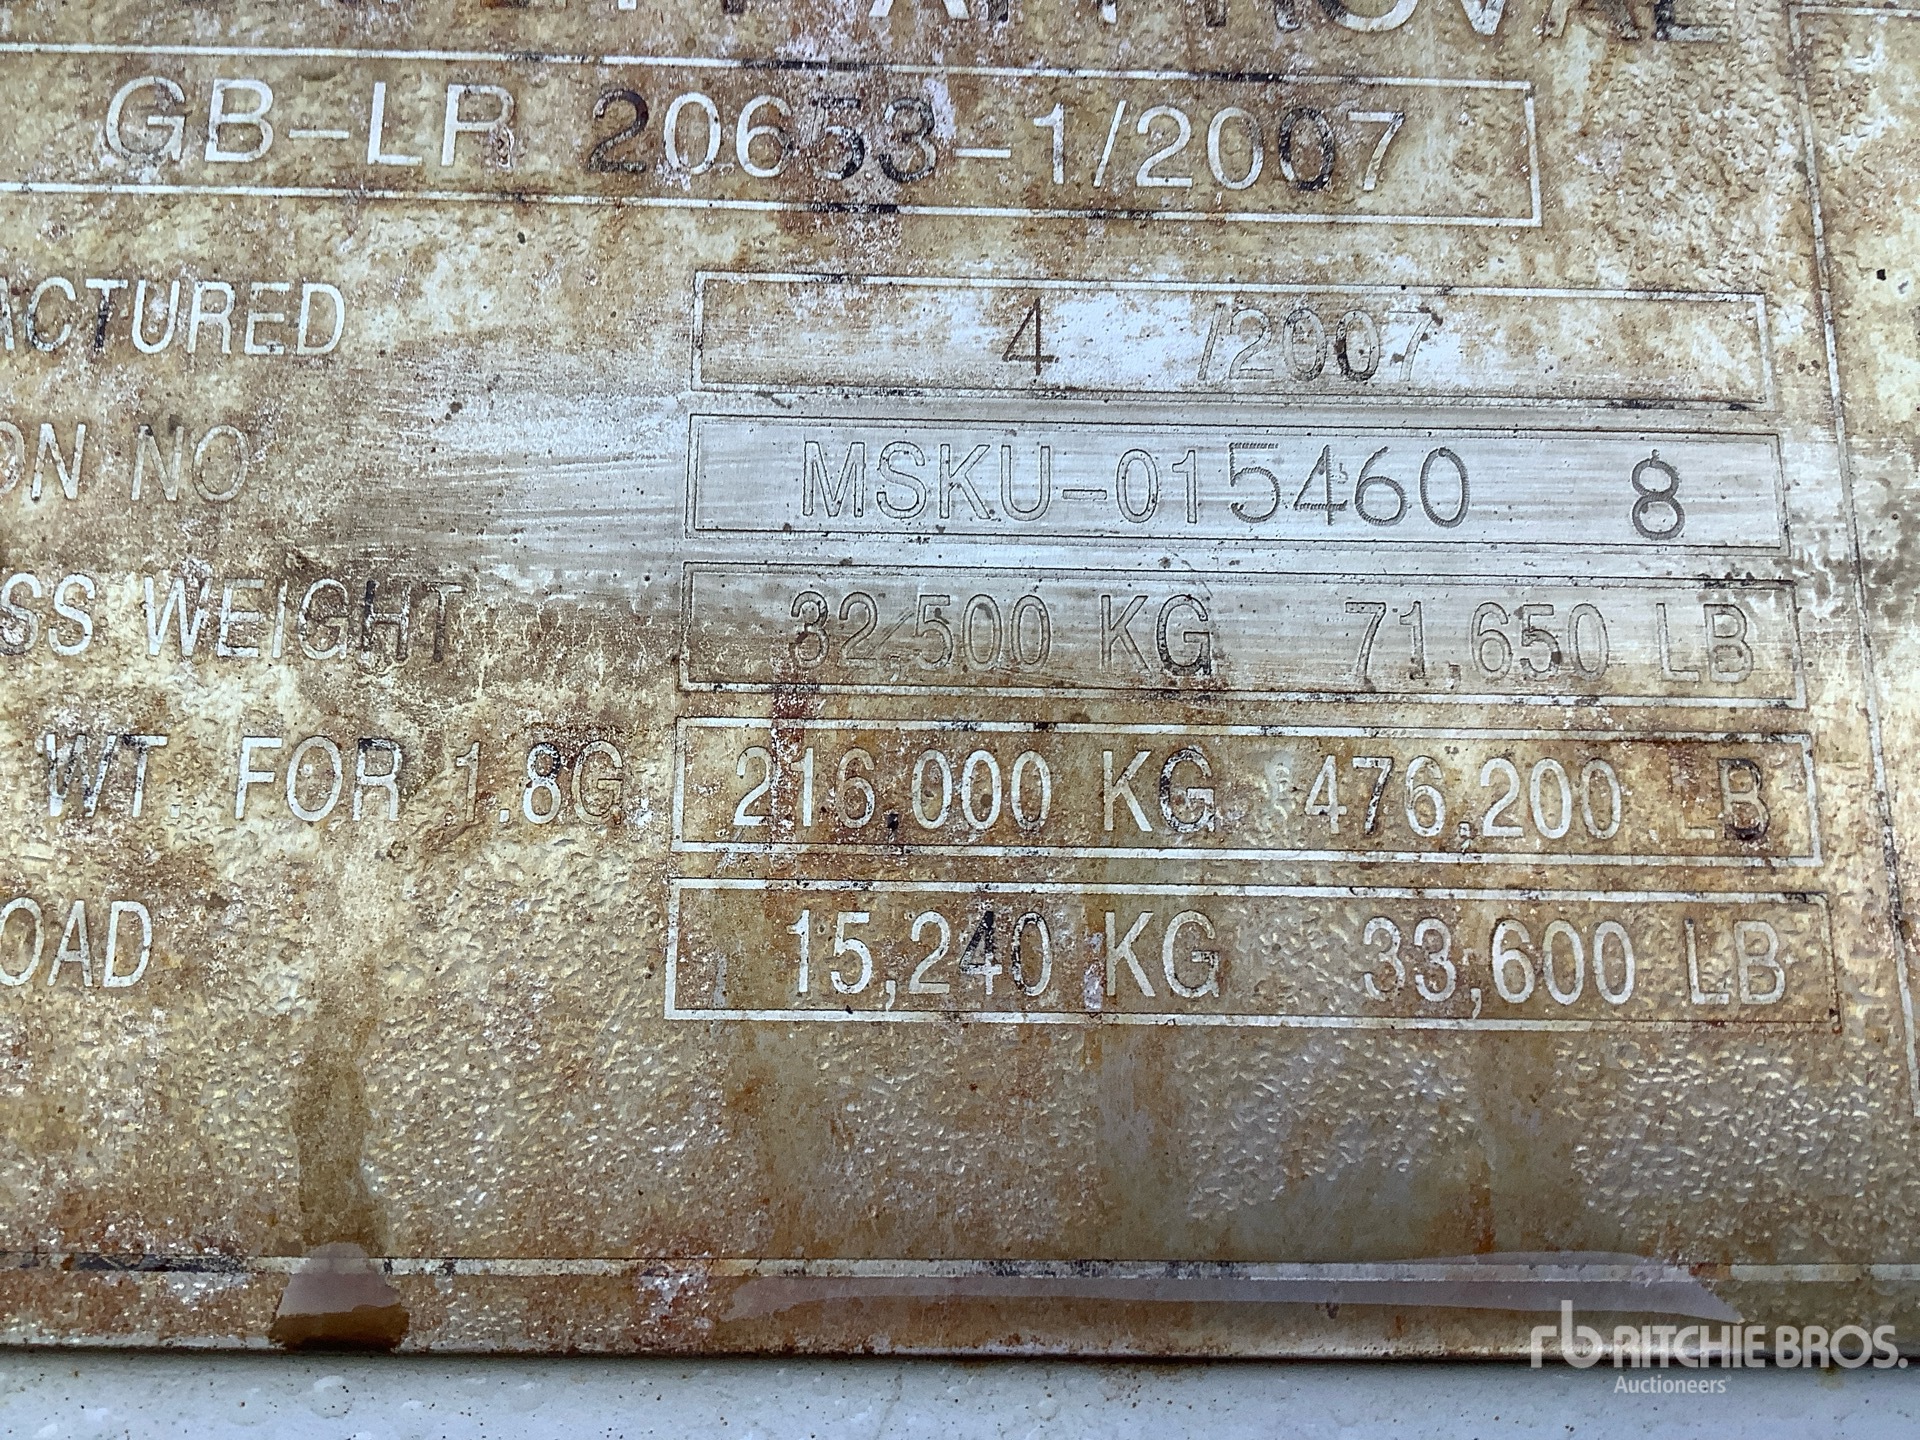 APPROVAL
GB-LR 20653-1/2007
ACTURED 4 /2007
ON NO MSKU-015460 8
SS WEIGHT 32,500 KG 71,650 LB
WT. FOR 1.8G 216,000 KG 476,200 LB
OAD 15,240 KG 33,600 LB
rb RITCHIE BROS.
Auctioneers